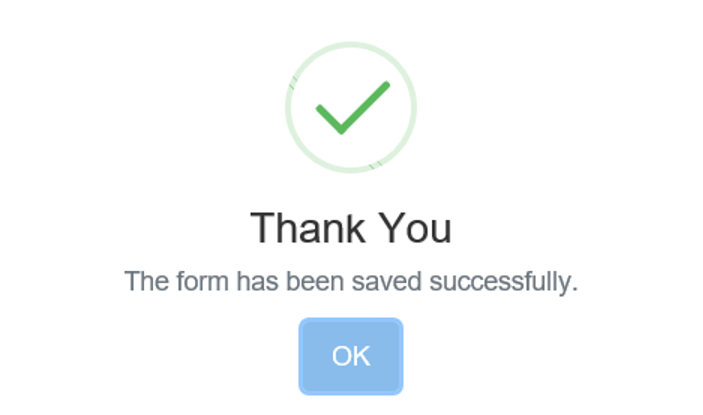 Thank You
The form has been saved successfully.
OK